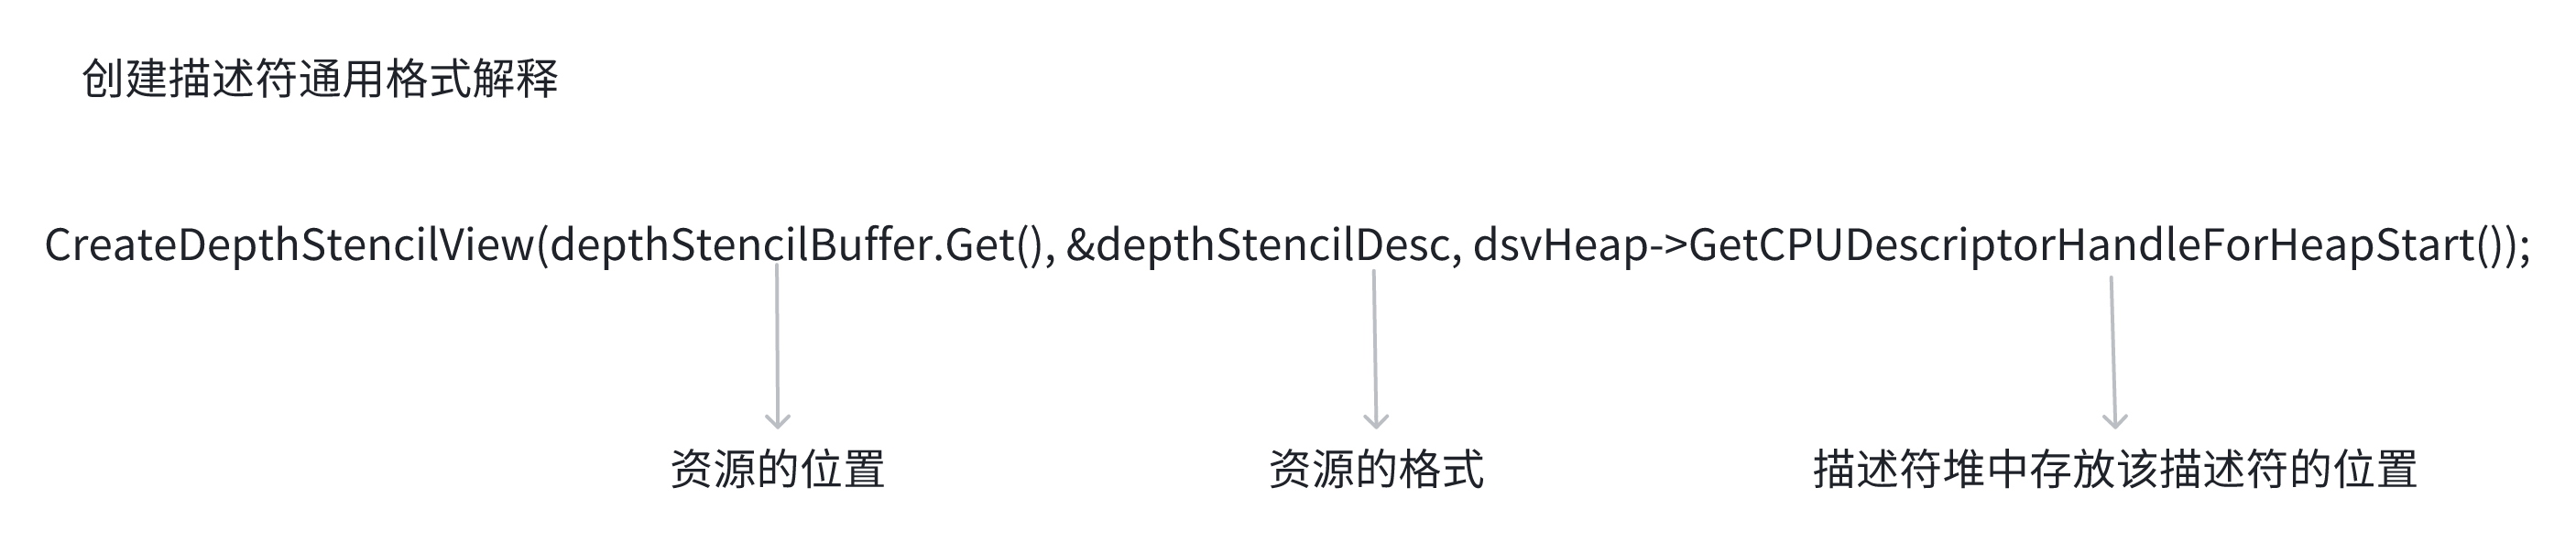 创建描述符通用格式解释
CreateDepthStencilView(depthStencilBuffer.Get(), &depthStencilDesc, dsvHeap->GetCPUDescriptorHandleForHeapStart());
资源的位置 资源的格式 描述符堆中存放该描述符的位置